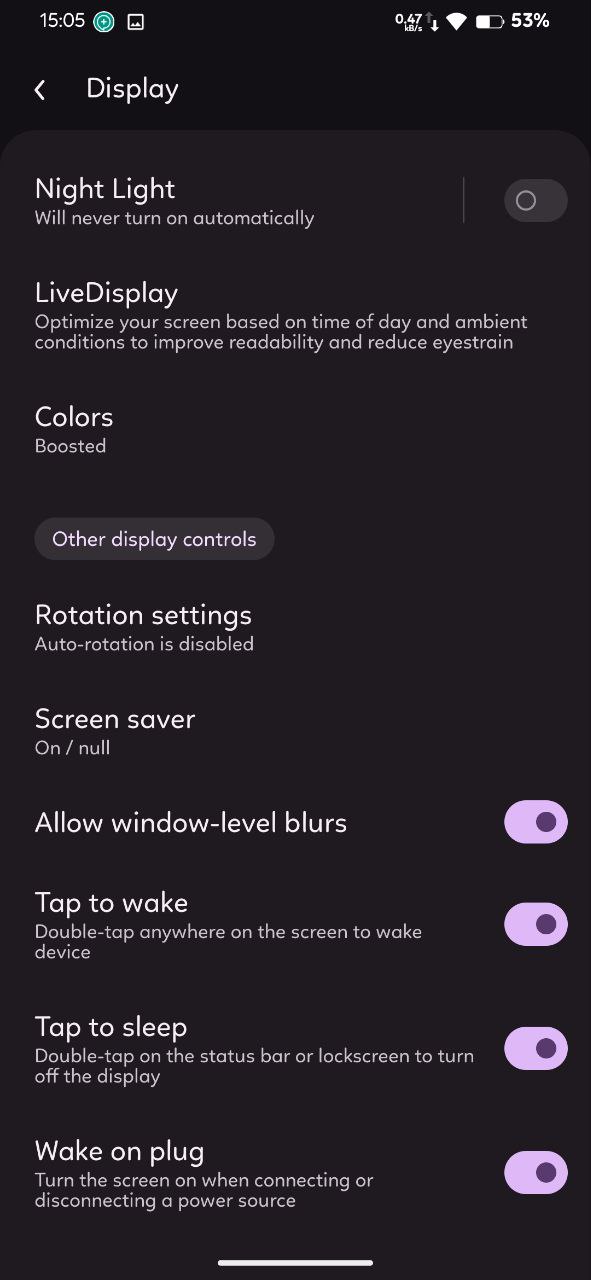 15:05
0.47
kB/s
53%
Display
Night Light
Will never turn on automatically
LiveDisplay
Optimize your screen based on time of day and ambient
conditions to improve readability and reduce eyestrain
Colors
Boosted
Other display controls
Rotation settings
Auto-rotation is disabled
Screen saver
On / null
Allow window-level blurs
Tap to wake
Double-tap anywhere on the screen to wake
device
Tap to sleep
Double-tap on the status bar or lockscreen to turn
off the display
Wake on plug
Turn the screen on when connecting or
disconnecting a power source